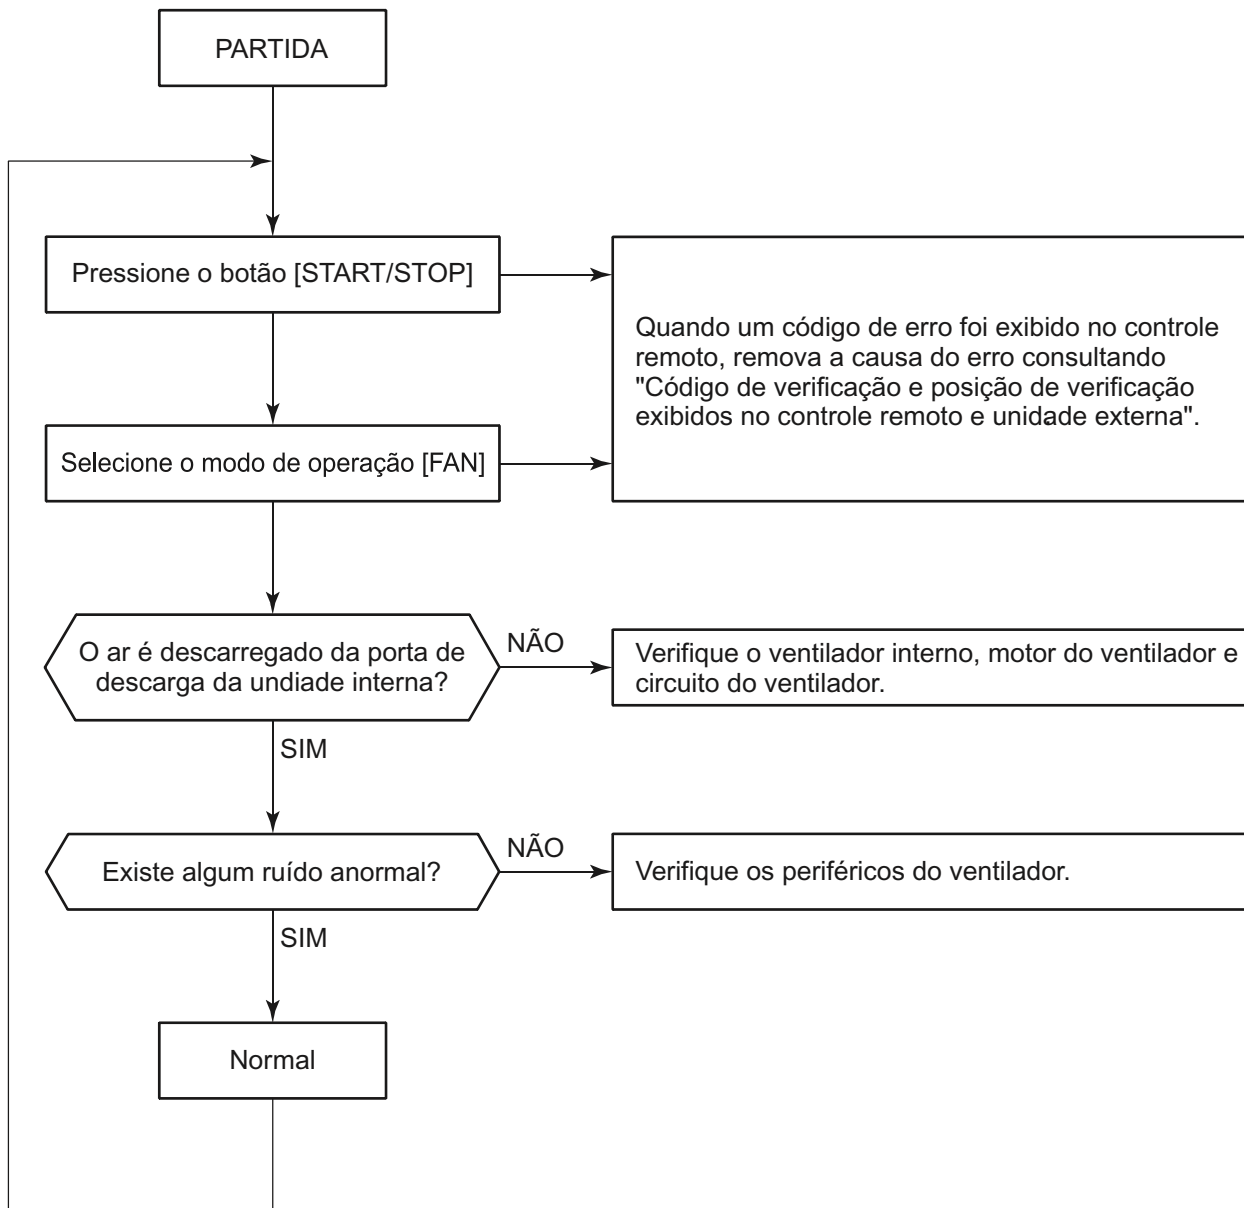 PARTIDA
Pressione o botão [START/STOP]
Quando um código de erro foi exibido no controle
remoto, remova a causa do erro consultando
"Código de verificação e posição de verificação
exibidos no controle remoto e unidade externa".
Selecione o modo de operação [FAN]
O ar é descarregado da porta de
descarga da undiade interna?
NÃO
Verifique o ventilador interno, motor do ventilador e
circuito do ventilador.
SIM
Existe algum ruído anormal?
NÃO
Verifique os periféricos do ventilador.
SIM
Normal